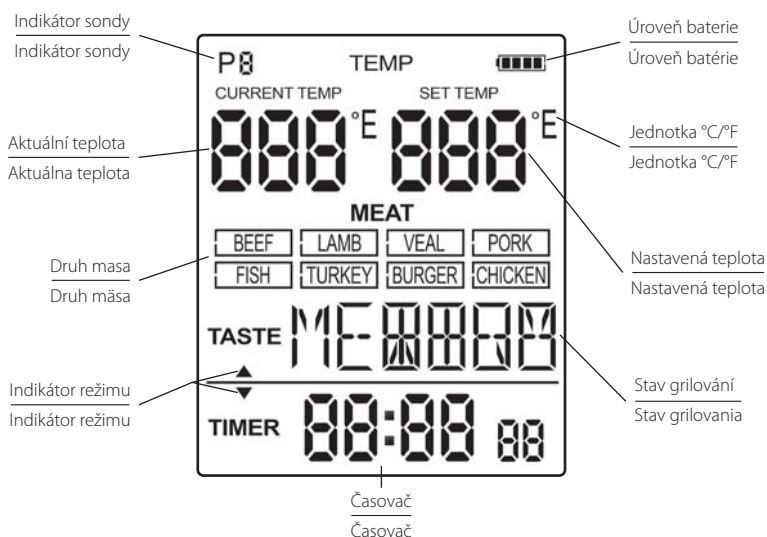 Indikátor sondy
Indikátor sondy
Úroveň baterie
Úroveň batérie
P8 TEMP
CURRENT TEMP SET TEMP
888 °E 888 °E
Aktuální teplota
Aktuálna teplota
Jednotka °C/°F
Jednotka °C/°F
MEAT
BEEF LAMB VEAL PORK
FISH TURKEY BURGER CHICKEN
Druh masa
Druh mäsa
Nastavená teplota
Nastavená teplota
TASTE ME
Indikátor režimu
Indikátor režimu
Stav grilování
Stav grilovania
TIMER 88:88 88
Časovač
Časovač